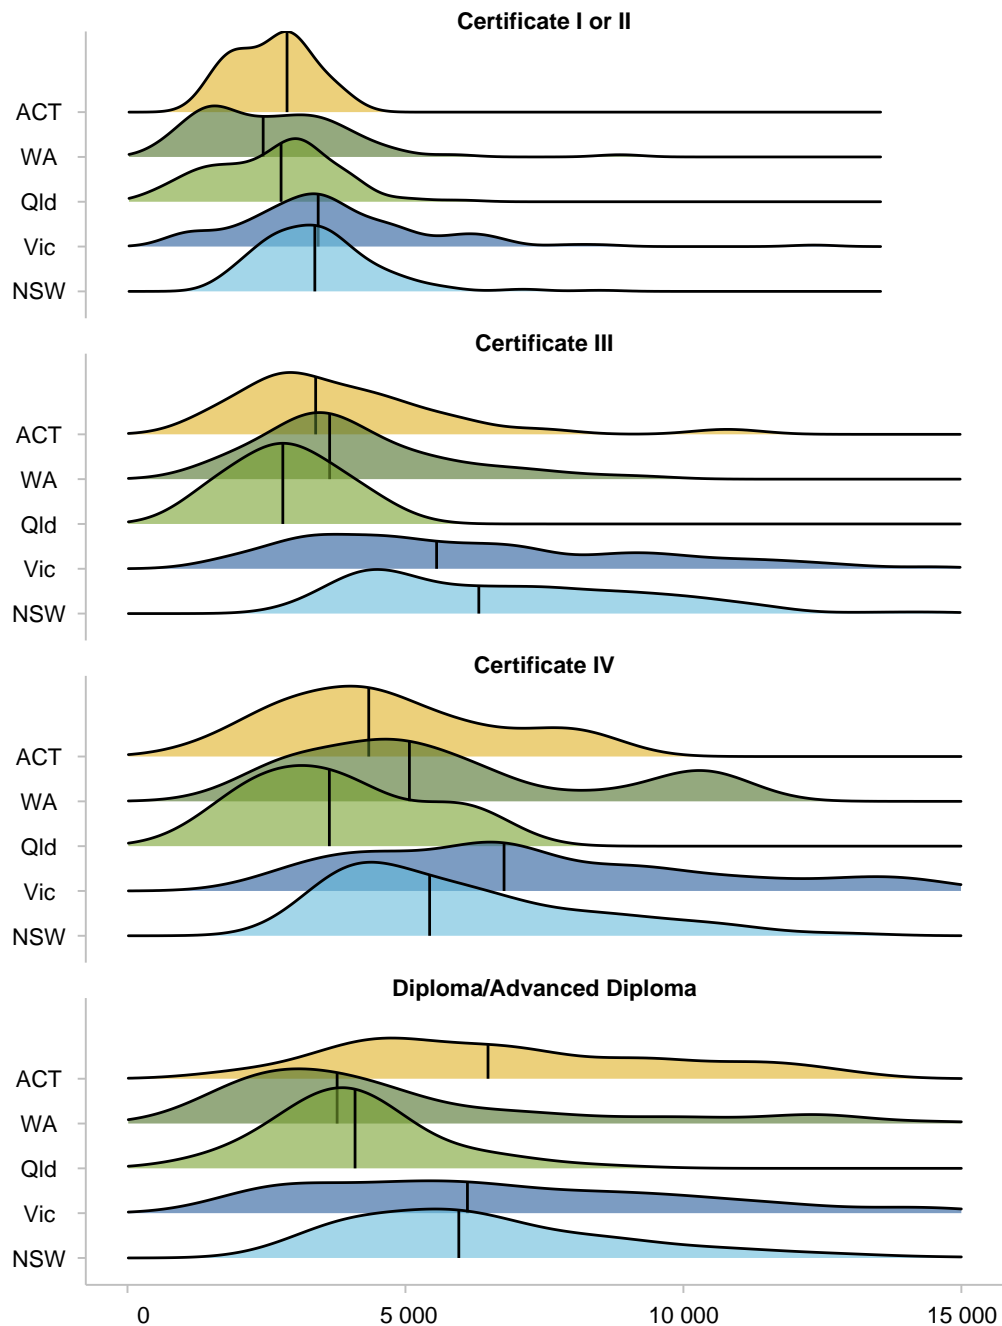 Certificate I or II
ACT
WA
Qld
Vic
NSW
Certificate III
ACT
WA
Qld
Vic
NSW
Certificate IV
ACT
WA
Qld
Vic
NSW
Diploma/Advanced Diploma
ACT
WA
Qld
Vic
NSW
0 5 000 10 000 15 000